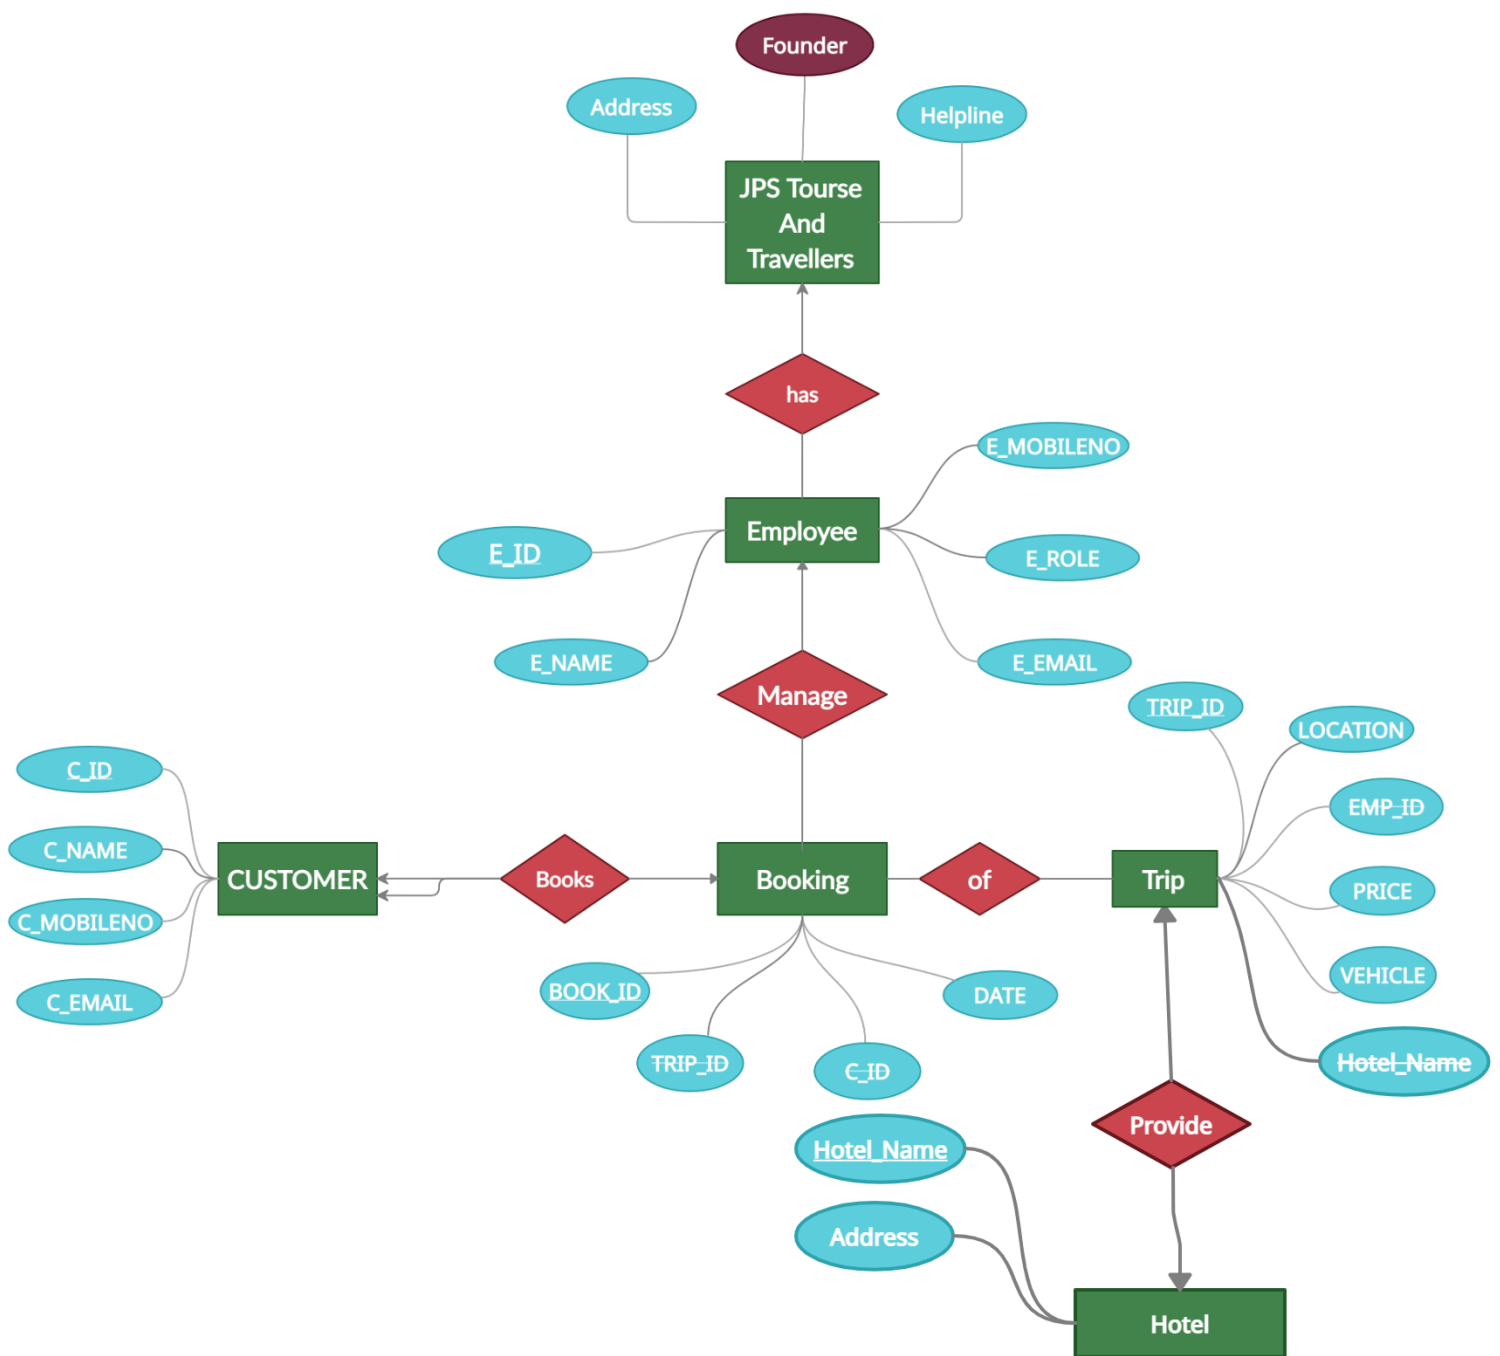 Founder
Address
Helpline
JPS Tourse
And
Travellers
has
E_MOBILENO
Employee
E_ID
E_ROLE
E_NAME
E_EMAIL
Manage
TRIP_ID
LOCATION
C_ID
EMP_ID
C_NAME
CUSTOMER
Books
Booking
of
Trip
PRICE
C_MOBILENO
VEHICLE
C_EMAIL
BOOK_ID
DATE
TRIP_ID
C_ID
Hotel_Name
Provide
Hotel_Name
Address
Hotel